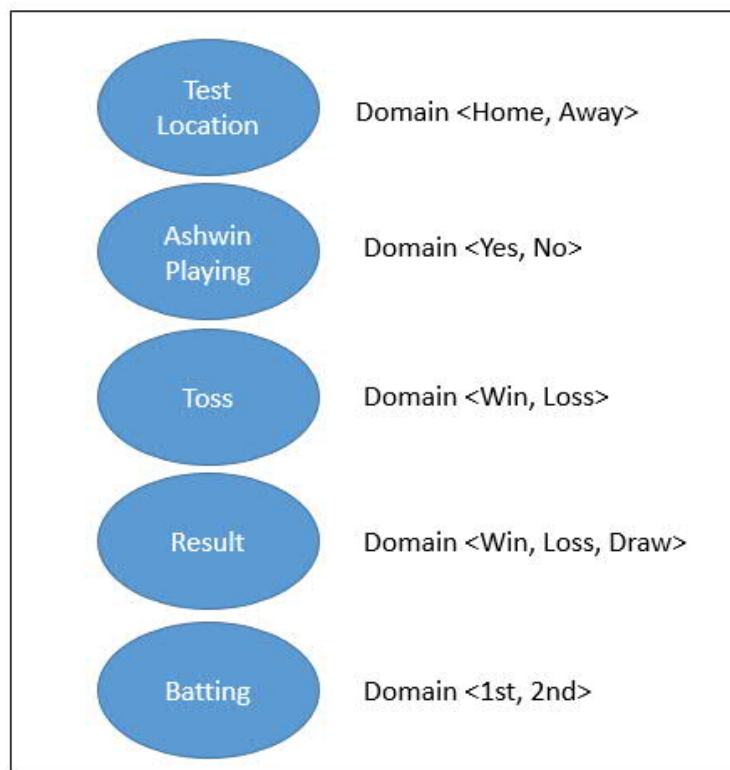 Test
Location
Domain <Home, Away>
Ashwin
Playing
Domain <Yes, No>
Toss
Domain <Win, Loss>
Result
Domain <Win, Loss, Draw>
Batting
Domain <1st, 2nd>